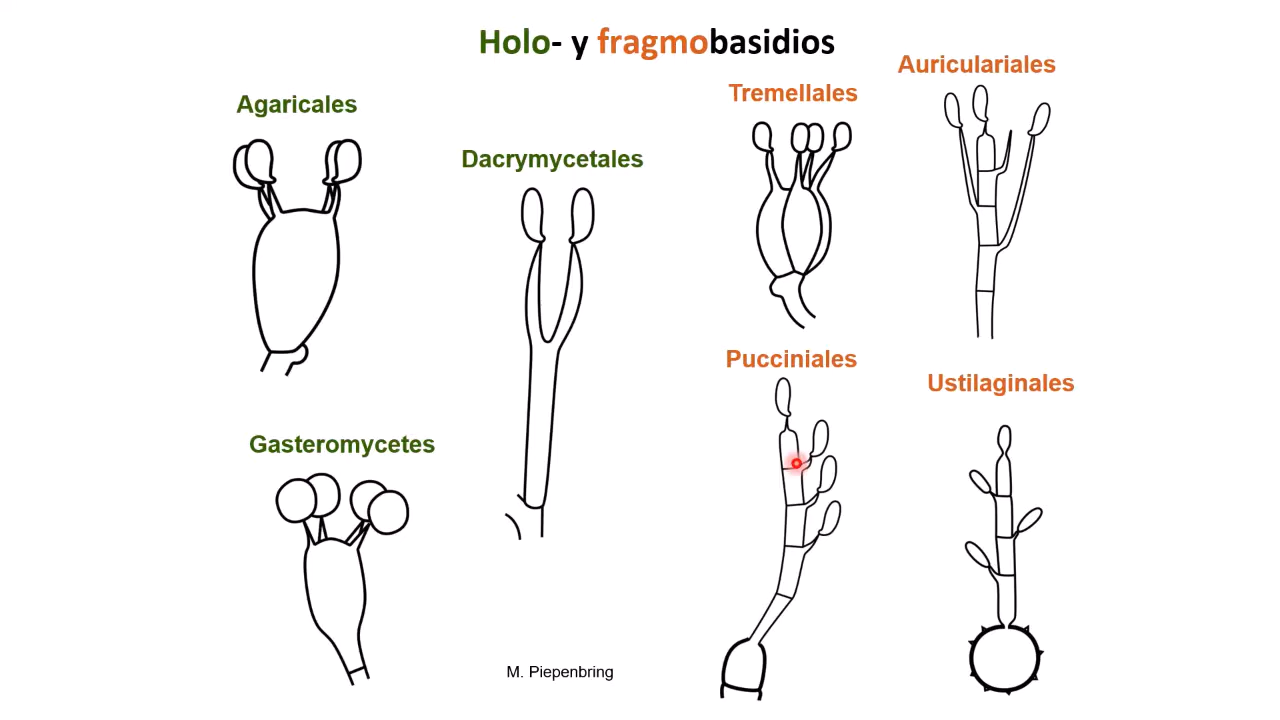 Holo- y fragmobasidios
Agaricales
Dacrymycetales
Tremellales
Auriculariales
Gasteromycetes
Pucciniales
Ustilaginales
M. Piepenbring